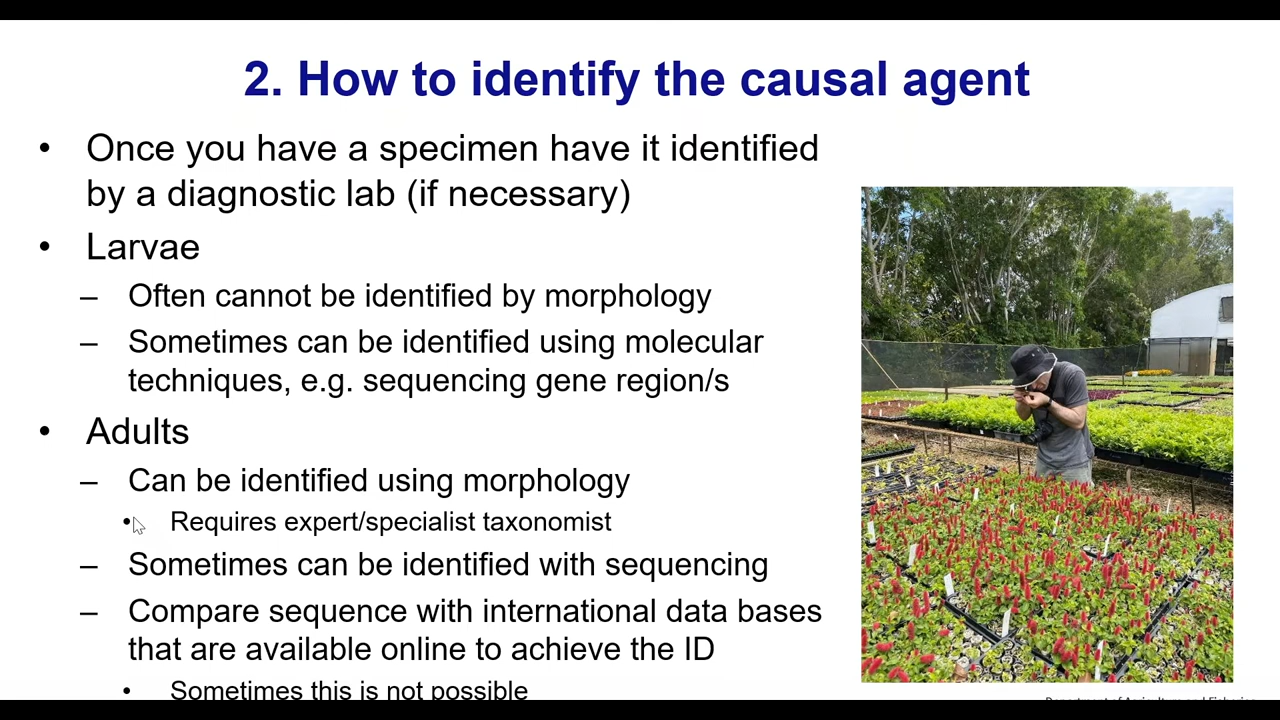 2. How to identify the causal agent
• Once you have a specimen have it identified
by a diagnostic lab (if necessary)
• Larvae
– Often cannot be identified by morphology
– Sometimes can be identified using molecular
techniques, e.g. sequencing gene region/s
• Adults
– Can be identified using morphology
• Requires expert/specialist taxonomist
– Sometimes can be identified with sequencing
– Compare sequence with international data bases
that are available online to achieve the ID
• Sometimes this is not possible